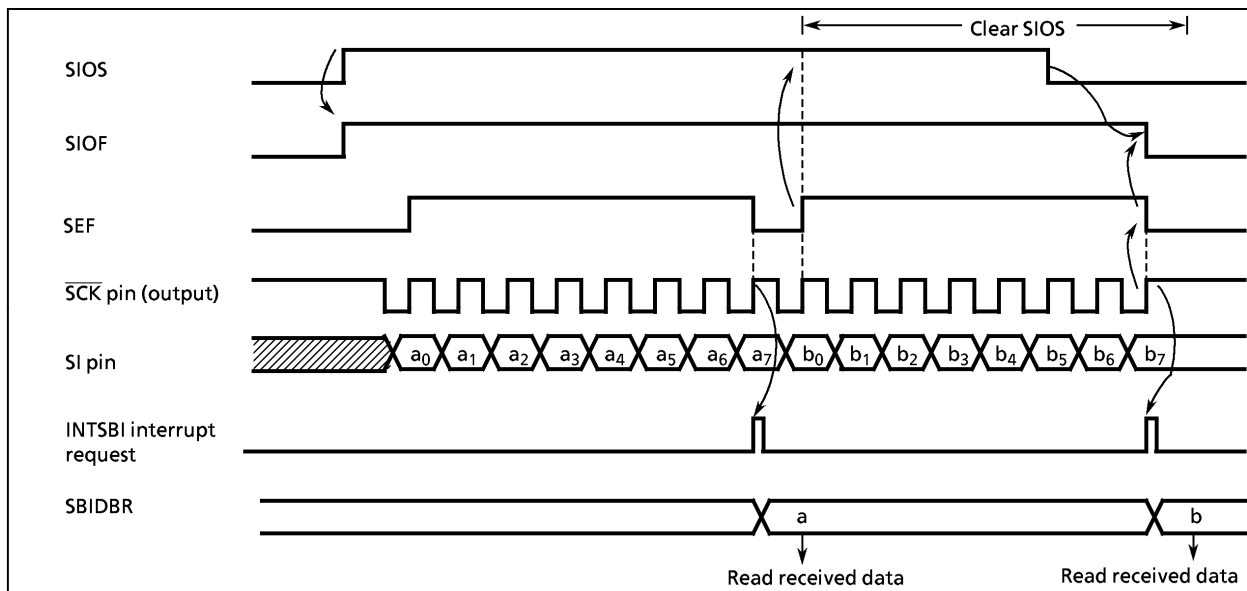 Clear SIOS
SIOS
SIOF
SEF
S̅C̅K̅ pin (output)
SI pin
a₀ a₁ a₂ a₃ a₄ a₅ a₆ a₇ b₀ b₁ b₂ b₃ b₄ b₅ b₆ b₇
INTSBI interrupt
request
SBIDBR
a b
Read received data Read received data